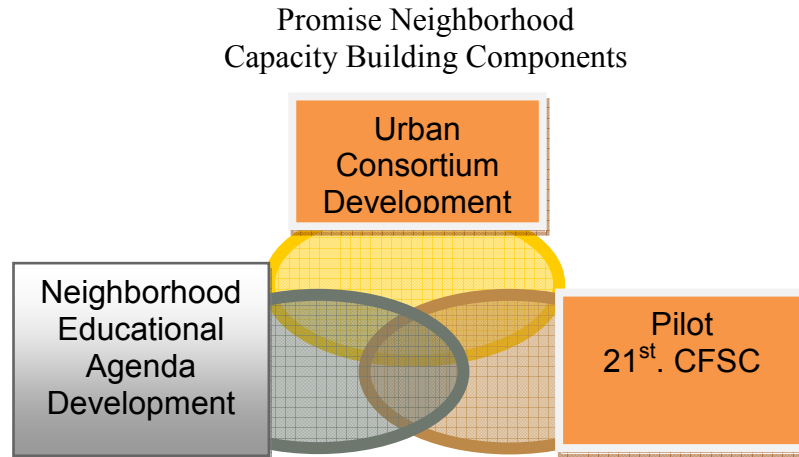 Promise Neighborhood
Capacity Building Components
Urban
Consortium
Development
Neighborhood
Educational
Agenda
Development
Pilot
21st. CFSC